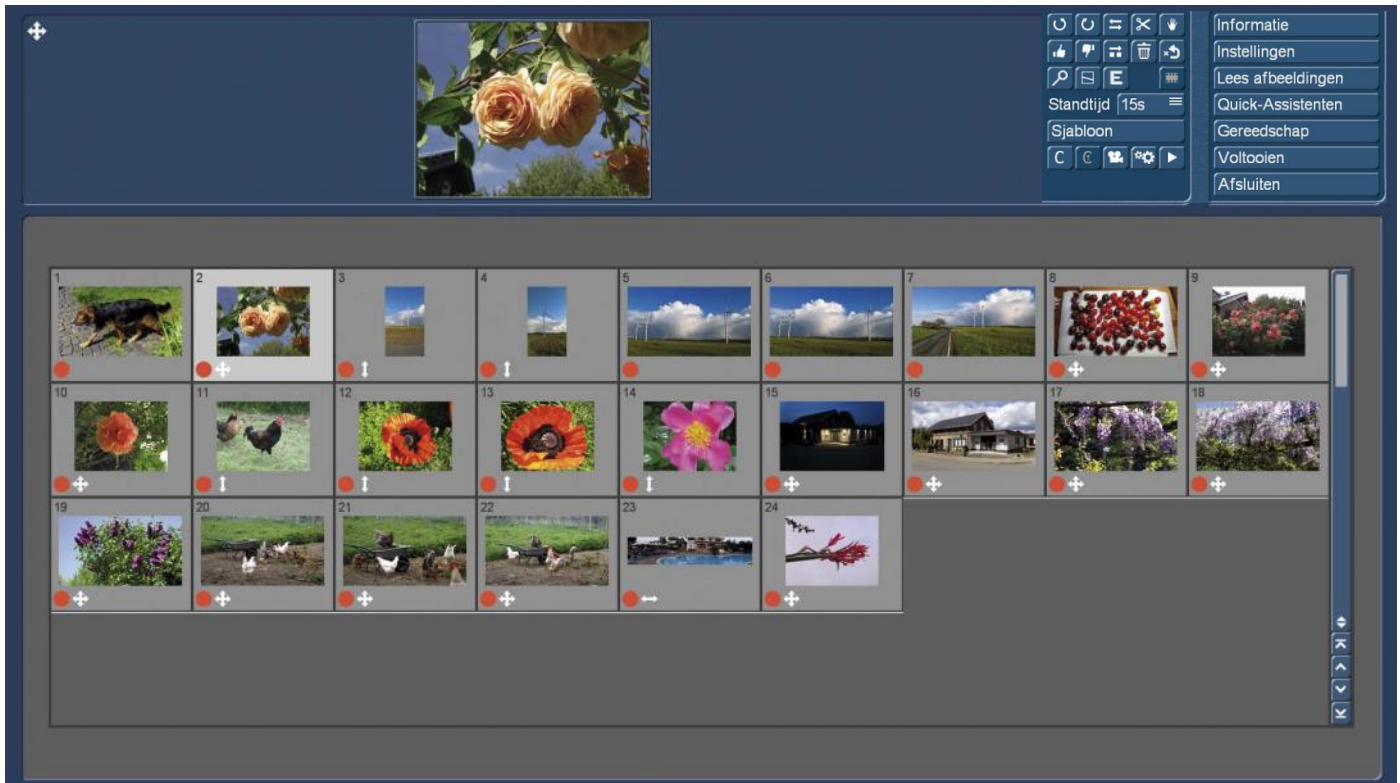 Informatie
Instellingen
E
Lees afbeeldingen
Standtijd 15s
Quick-Assistenten
Sjabloon
Gereedschap
C C
Voltooien
Afsluiten
1 2 3 4 5 6 7 8 9
10 11 12 13 14 15 16 17 18
19 20 21 22 23 24